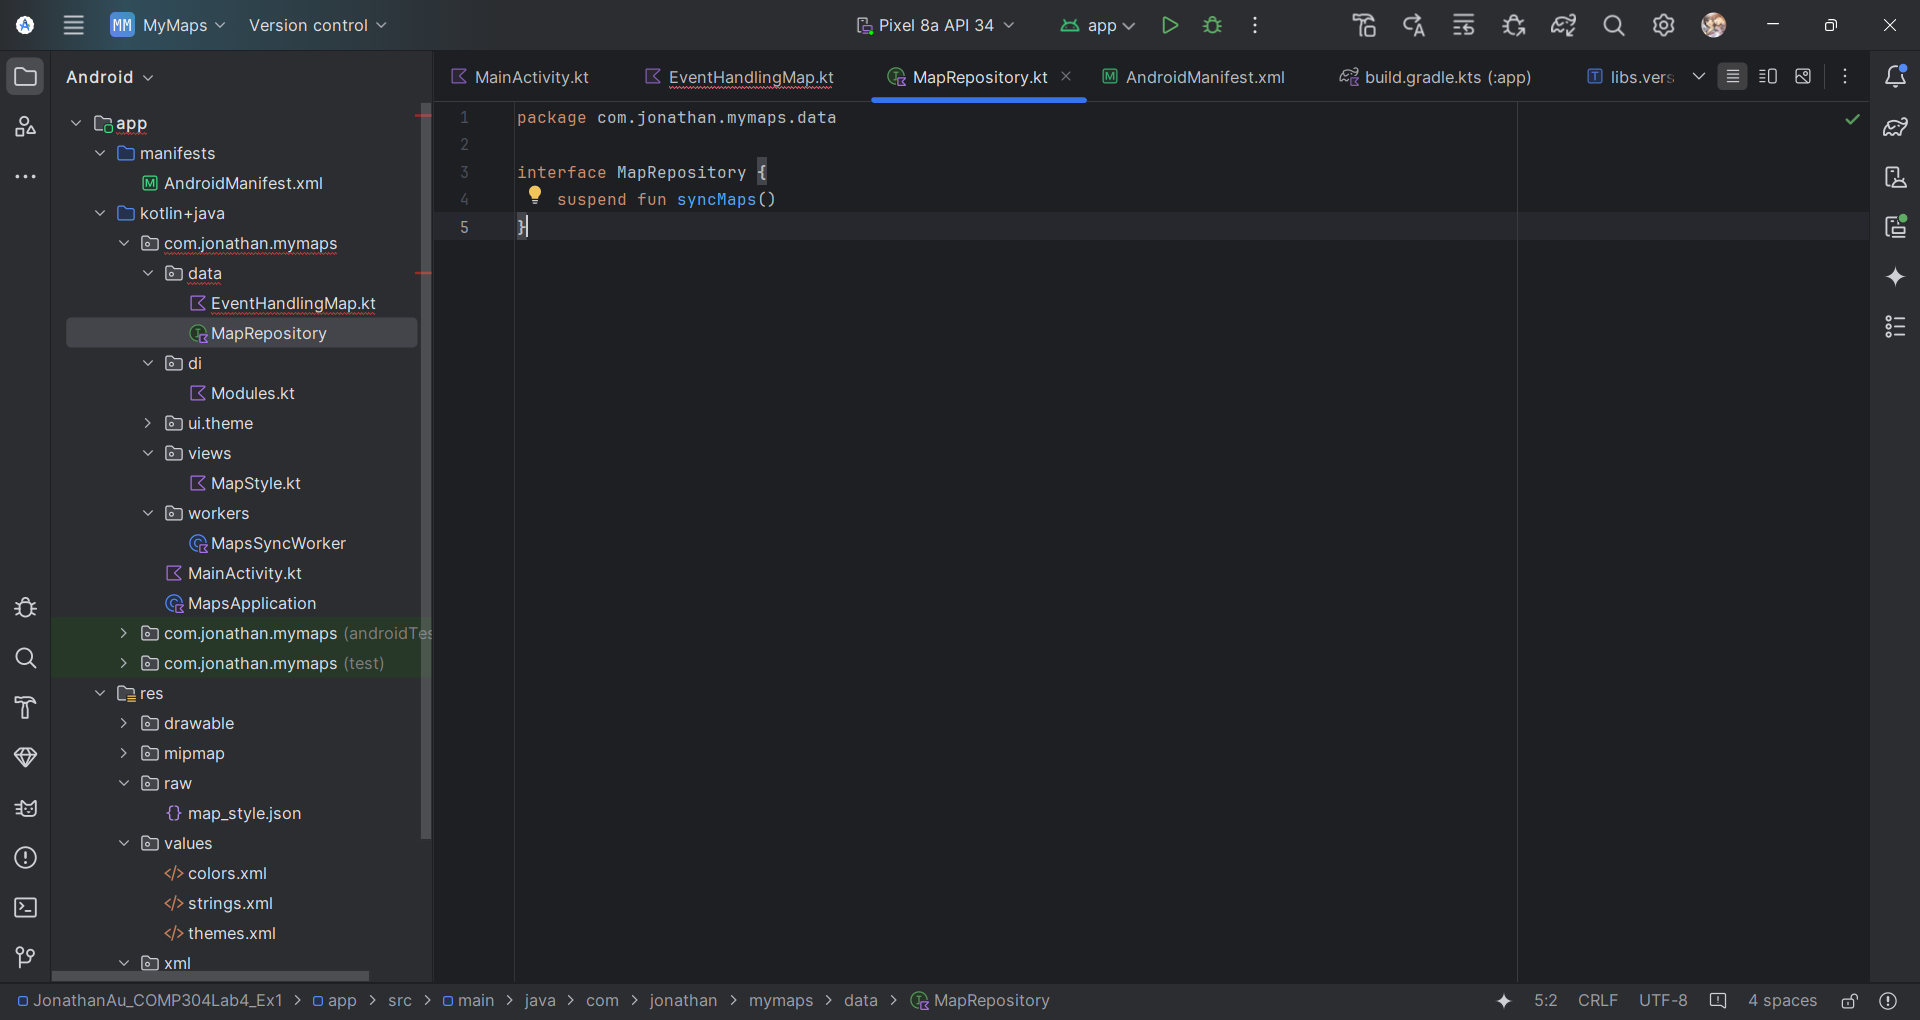 MM MyMaps Version control Pixel 8a API 34 app
Android
MainActivity.kt EventHandlingMap.kt MapRepository.kt AndroidManifest.xml build.gradle.kts (:app) libs.vers
app
manifests
AndroidManifest.xml
kotlin+java
com.jonathan.mymaps
data
EventHandlingMap.kt
MapRepository
di
Modules.kt
ui.theme
views
MapStyle.kt
workers
MapsSyncWorker
MainActivity.kt
MapsApplication
com.jonathan.mymaps (androidTes
com.jonathan.mymaps (test)
res
drawable
mipmap
raw
map_style.json
values
colors.xml
strings.xml
themes.xml
xml
1 package com.jonathan.mymaps.data
2
3 interface MapRepository {
4 suspend fun syncMaps()
5 }
JonathanAu_COMP304Lab4_Ex1 > app > src > main > java > com > jonathan > mymaps > data > MapRepository 5:2 CRLF UTF-8 4 spaces